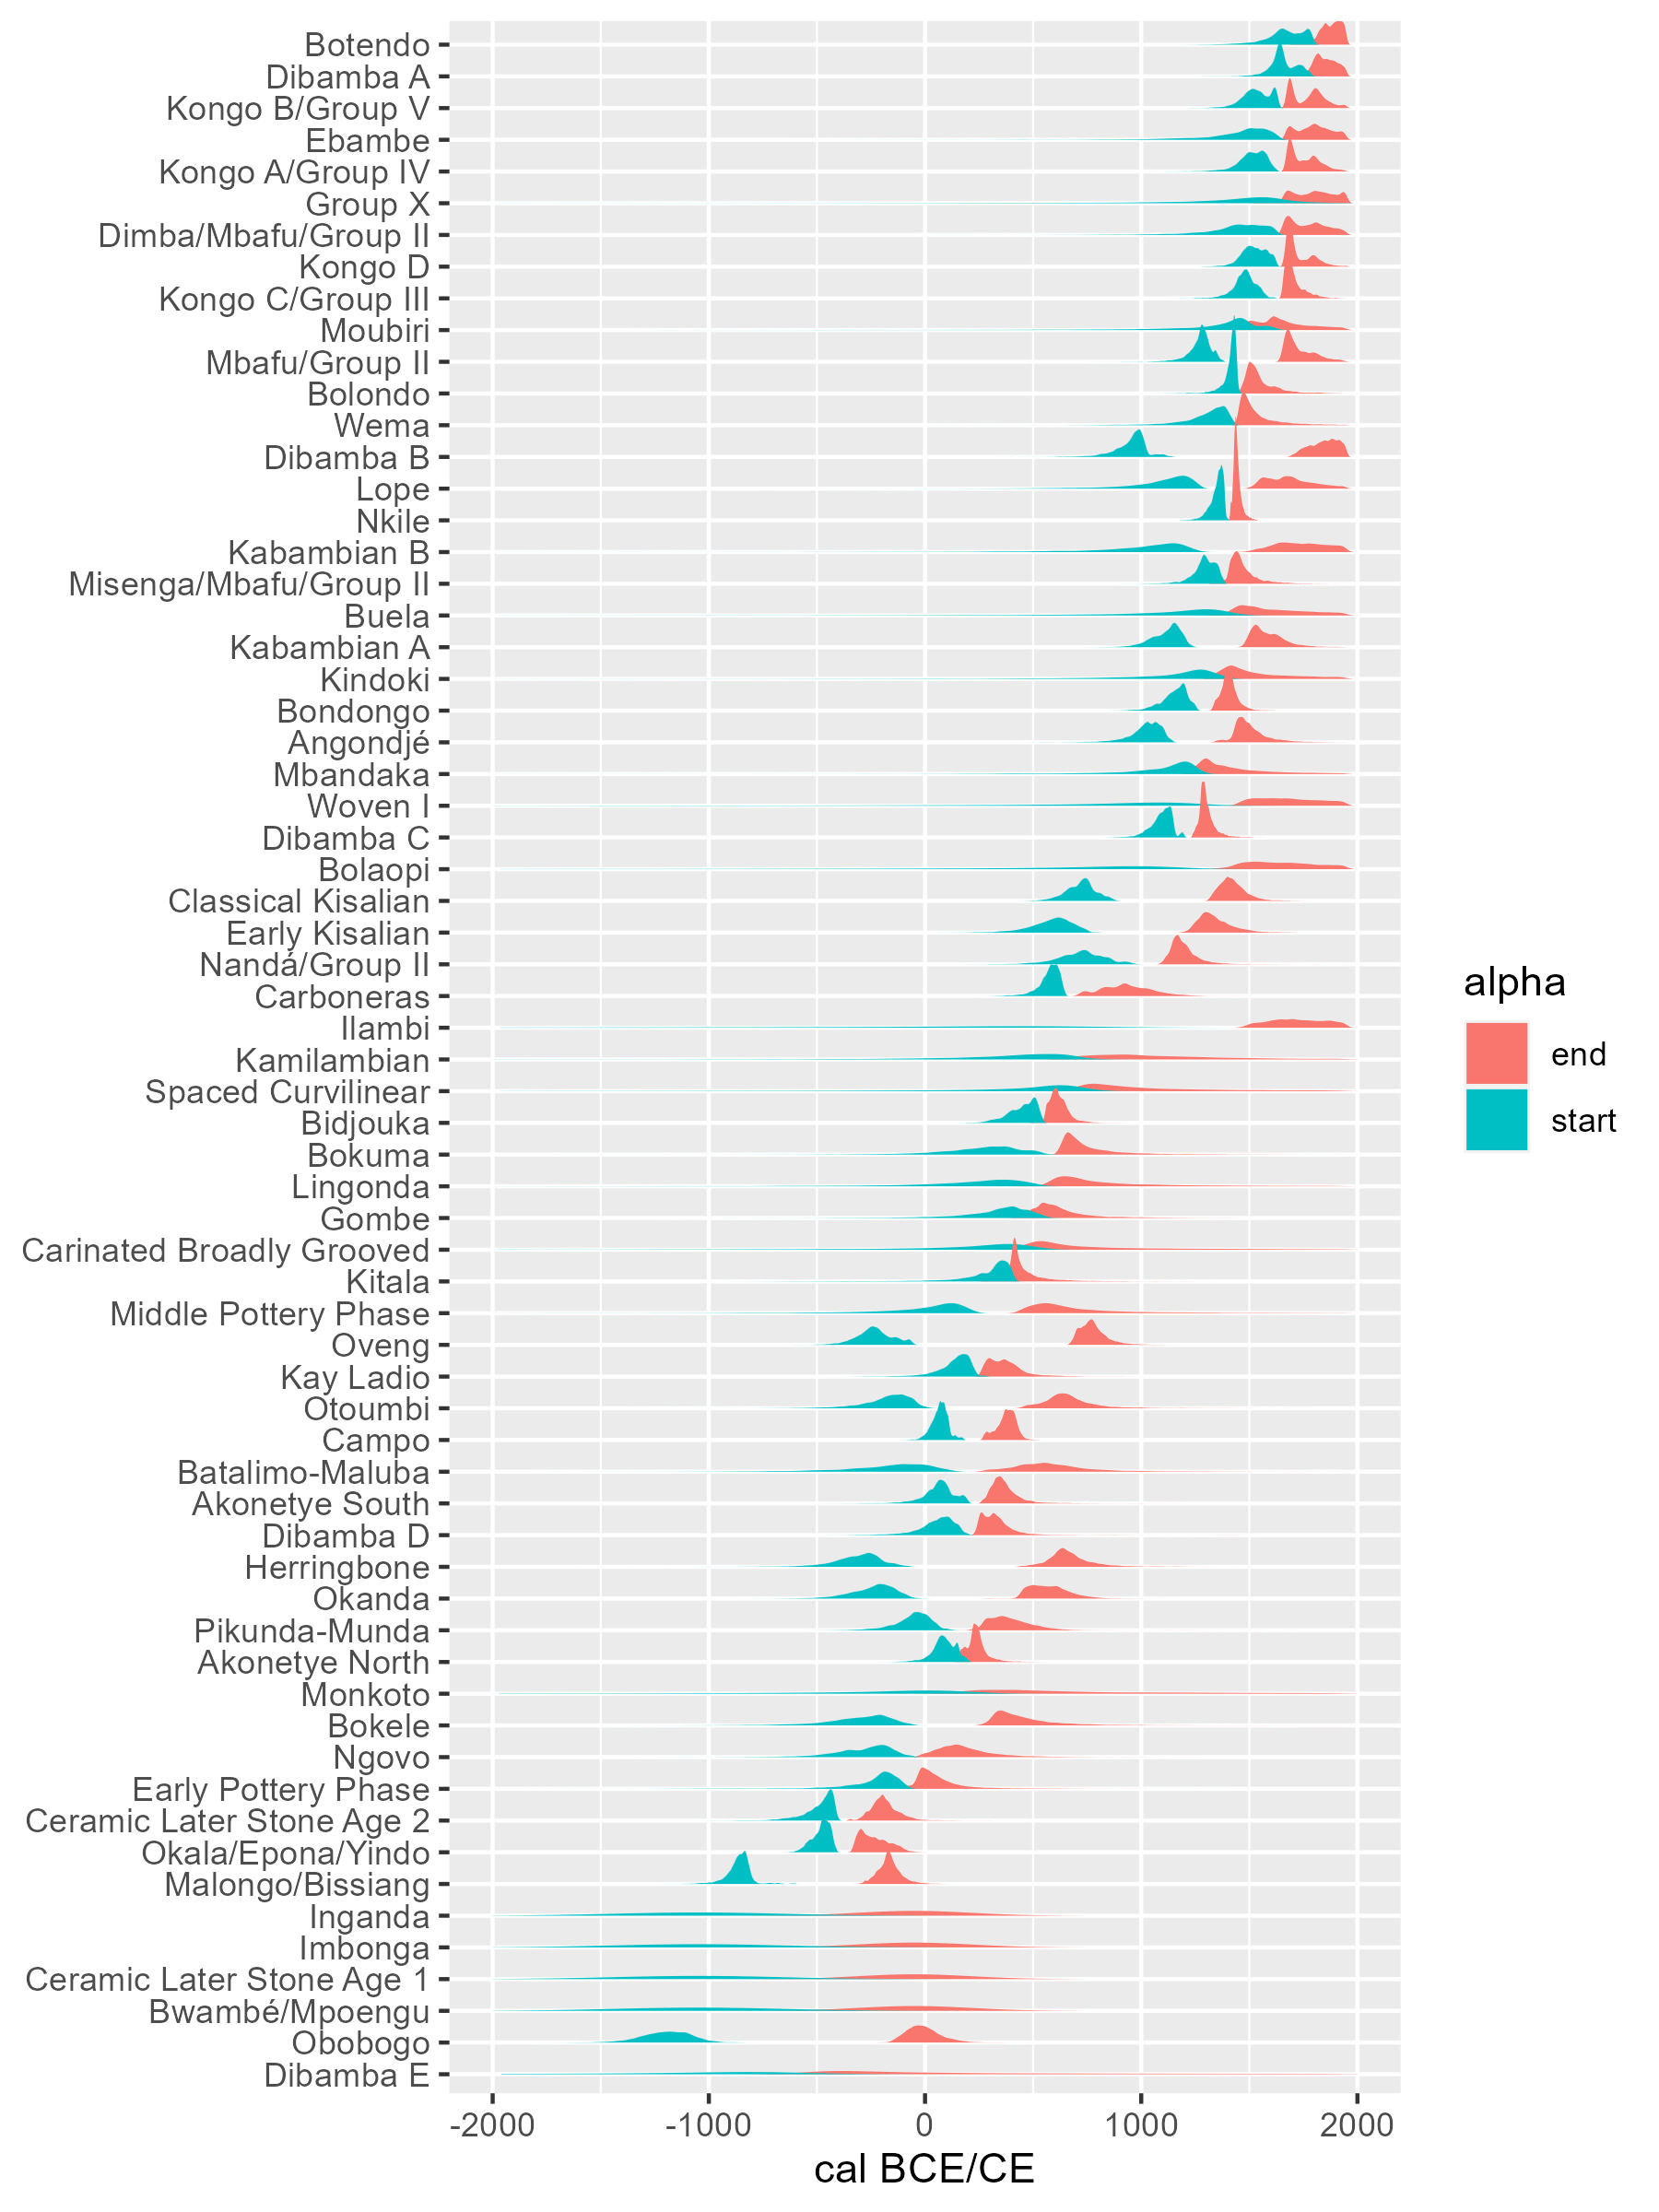 Botendo
Dibamba A
Kongo B/Group V
Ebambe
Kongo A/Group IV
Group X
Dimba/Mbafu/Group II
Kongo D
Kongo C/Group III
Moubiri
Mbafu/Group II
Bolondo
Wema
Dibamba B
Lope
Nkile
Kabambian B
Misenga/Mbafu/Group II
Buela
Kabambian A
Kindoki
Bondongo
Angondjé
Mbandaka
Woven I
Dibamba C
Bolaopi
Classical Kisalian
Early Kisalian
Nandá/Group II
Carboneras
Ilambi
Kamilambian
Spaced Curvilinear
Bidjouka
Bokuma
Lingonda
Gombe
Carinated Broadly Grooved
Kitala
Middle Pottery Phase
Oveng
Kay Ladio
Otoumbi
Campo
Batalimo-Maluba
Akonetye South
Dibamba D
Herringbone
Okanda
Pikunda-Munda
Akonetye North
Monkoto
Bokele
Ngovo
Early Pottery Phase
Ceramic Later Stone Age 2
Okala/Epona/Yindo
Malongo/Bissiang
Inganda
Imbonga
Ceramic Later Stone Age 1
Bwambé/Mpoengu
Obobogo
Dibamba E
-2000 -1000 0 1000 2000
cal BCE/CE
alpha
end
start